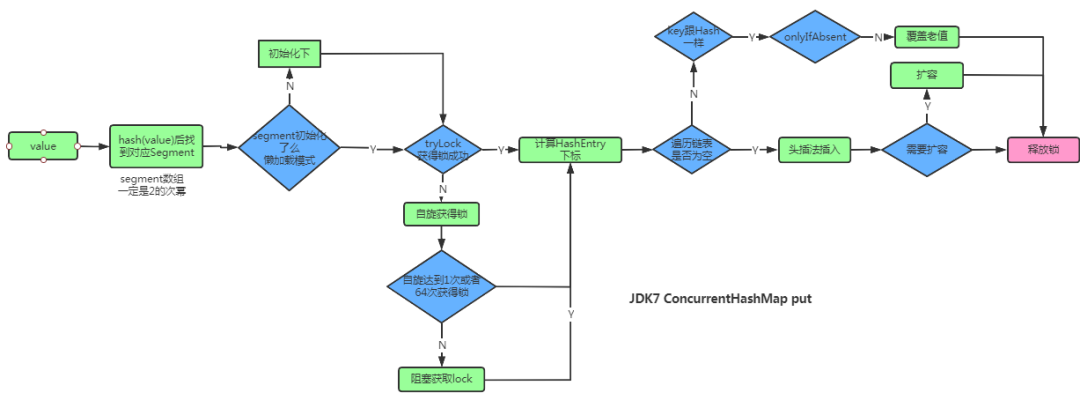 value
hash(value)后找
到对应Segment
segment数组
一定是2的次幂
segment初始化
了么
懒加载模式
N
初始化下
Y
tryLock
获得锁成功
N
自旋获得锁
自旋达到1次或者
64次获得锁
N
阻塞获取lock
Y
Y
计算HashEntry
下标
遍历链表
是否为空
N
key跟Hash
一样
Y
onlyIfAbsent
N
覆盖老值
Y
头插法插入
需要扩容
Y
扩容
释放锁
JDK7 ConcurrentHashMap put